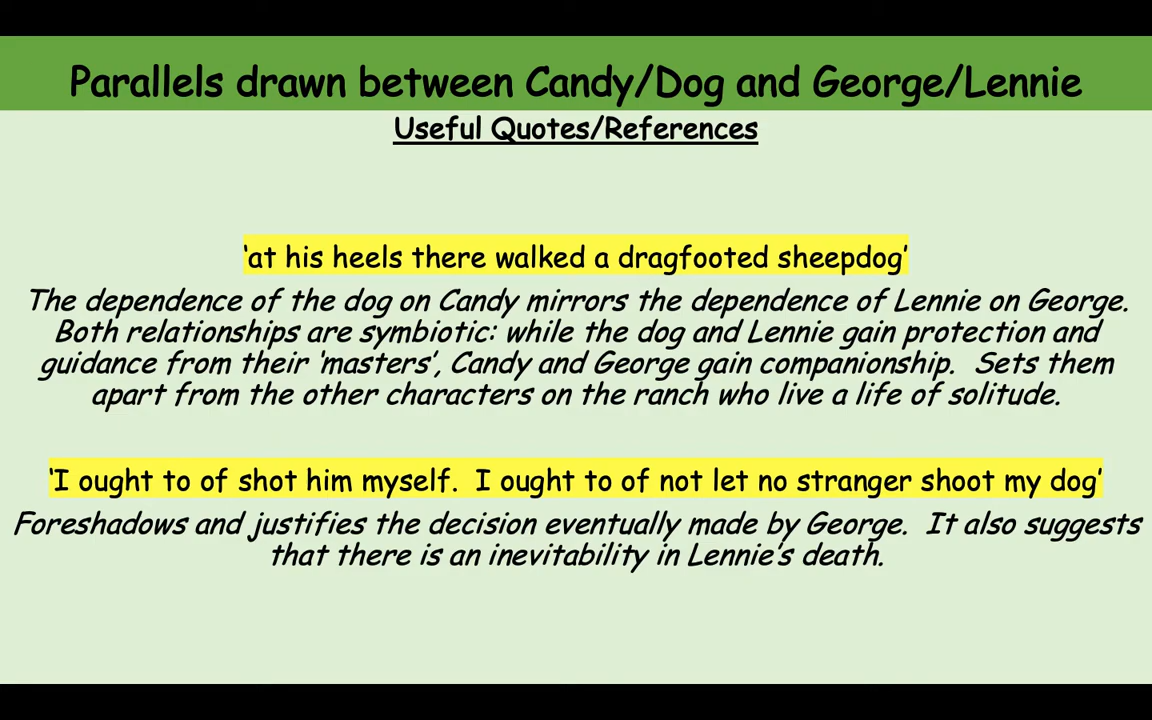 Parallels drawn between Candy/Dog and George/Lennie
Useful Quotes/References
‘at his heels there walked a dragfooted sheepdog’
The dependence of the dog on Candy mirrors the dependence of Lennie on George.
Both relationships are symbiotic: while the dog and Lennie gain protection and
guidance from their ‘masters’, Candy and George gain companionship.  Sets them
apart from the other characters on the ranch who live a life of solitude.
‘I ought to of shot him myself.  I ought to of not let no stranger shoot my dog’
Foreshadows and justifies the decision eventually made by George.  It also suggests
that there is an inevitability in Lennie’s death.